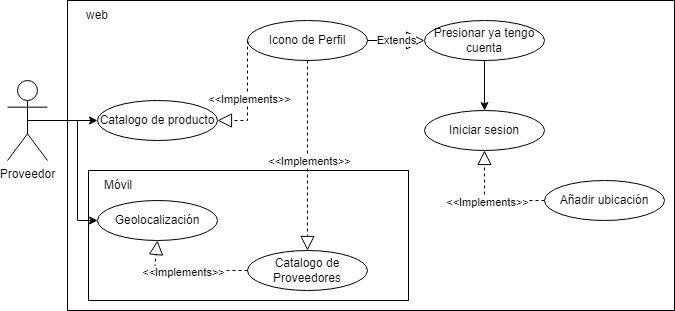 web
Icono de Perfil
Extends
Presionar ya tengo
cuenta
<<Implements>>
Catalogo de producto
Iniciar sesion
Proveedor
<<Implements>>
Móvil
<<Implements>>
Añadir ubicación
Geolocalización
<<Implements>>
Catalogo de
Proveedores